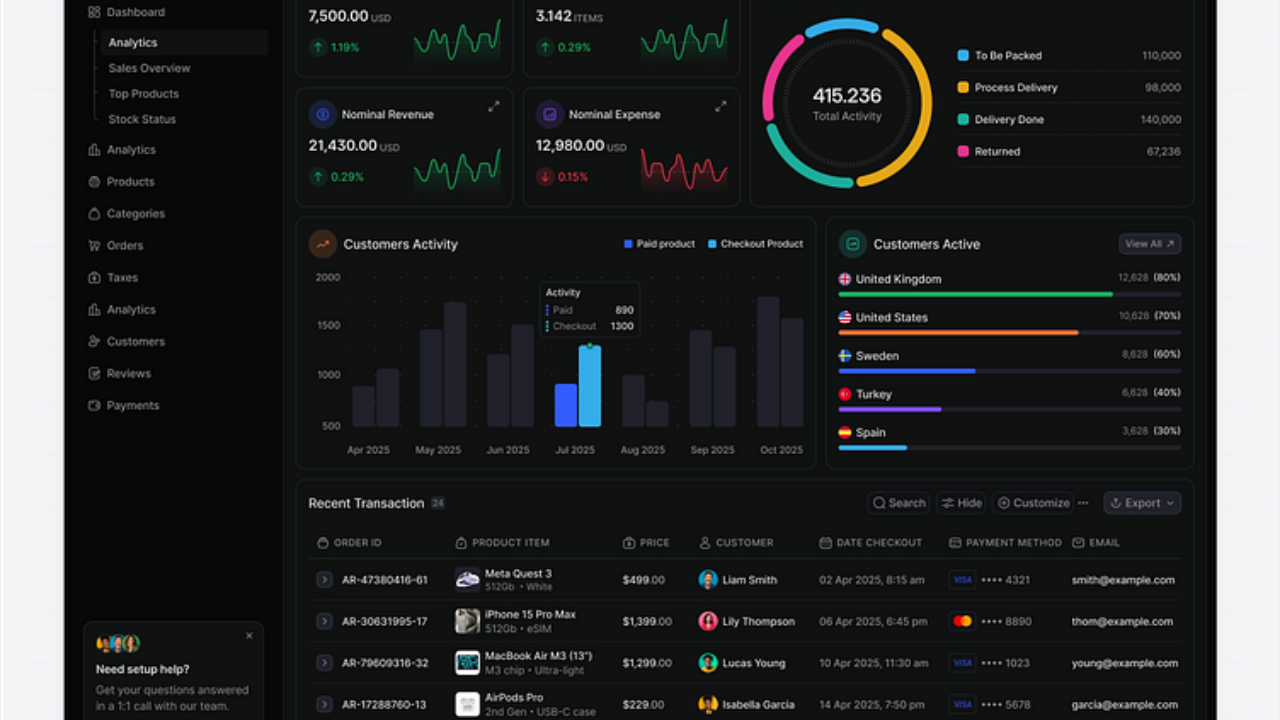 Dashboard
Analytics
Sales Overview
Top Products
Stock Status
Analytics
Products
Categories
Orders
Taxes
Analytics
Customers
Reviews
Payments
Need setup help?
Get your questions answered
in a 1:1 call with our team.
7,500.00 USD
1.19%
3.142 ITEMS
0.29%
Nominal Revenue
21,430.00 USD
0.29%
Nominal Expense
12,980.00 USD
0.15%
415.236
Total Activity
To Be Packed 110,000
Process Delivery 98,000
Delivery Done 140,000
Returned 67,236
Customers Activity
Paid product
Checkout Product
2000
1500
1000
500
Activity
Paid 890
Checkout 1300
Apr 2025 May 2025 Jun 2025 Jul 2025 Aug 2025 Sep 2025 Oct 2025
Customers Active
View All
United Kingdom 12,628 (80%)
United States 10,628 (70%)
Sweden 8,628 (60%)
Turkey 6,628 (40%)
Spain 3,628 (30%)
Recent Transaction 24
Search
Hide
Customize
Export
ORDER ID PRODUCT ITEM PRICE CUSTOMER DATE CHECKOUT PAYMENT METHOD EMAIL
AR-47380416-61 Meta Quest 3 $499.00 Liam Smith 02 Apr 2025, 8:15 am VISA •••• 4321 smith@example.com
512Gb • White
AR-30631995-17 iPhone 15 Pro Max $1,399.00 Lily Thompson 06 Apr 2025, 6:45 pm •••• 8890 thom@example.com
512Gb • eSIM
AR-79609316-32 MacBook Air M3 (13") $1,299.00 Lucas Young 10 Apr 2025, 11:30 am VISA •••• 1023 young@example.com
M3 chip • Ultra-light
AR-17288760-13 AirPods Pro $229.00 Isabella Garcia 14 Apr 2025, 7:50 pm VISA •••• 5678 garcia@example.com
2nd Gen • USB-C case